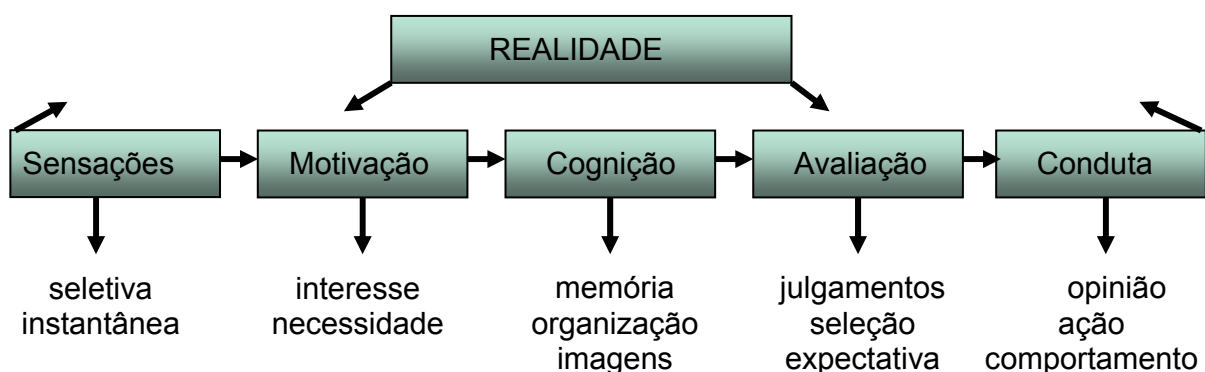 REALIDADE
Sensações
Motivação
Cognição
Avaliação
Conduta
seletiva
instantânea
interesse
necessidade
memória
organização
imagens
julgamentos
seleção
expectativa
opinião
ação
comportamento